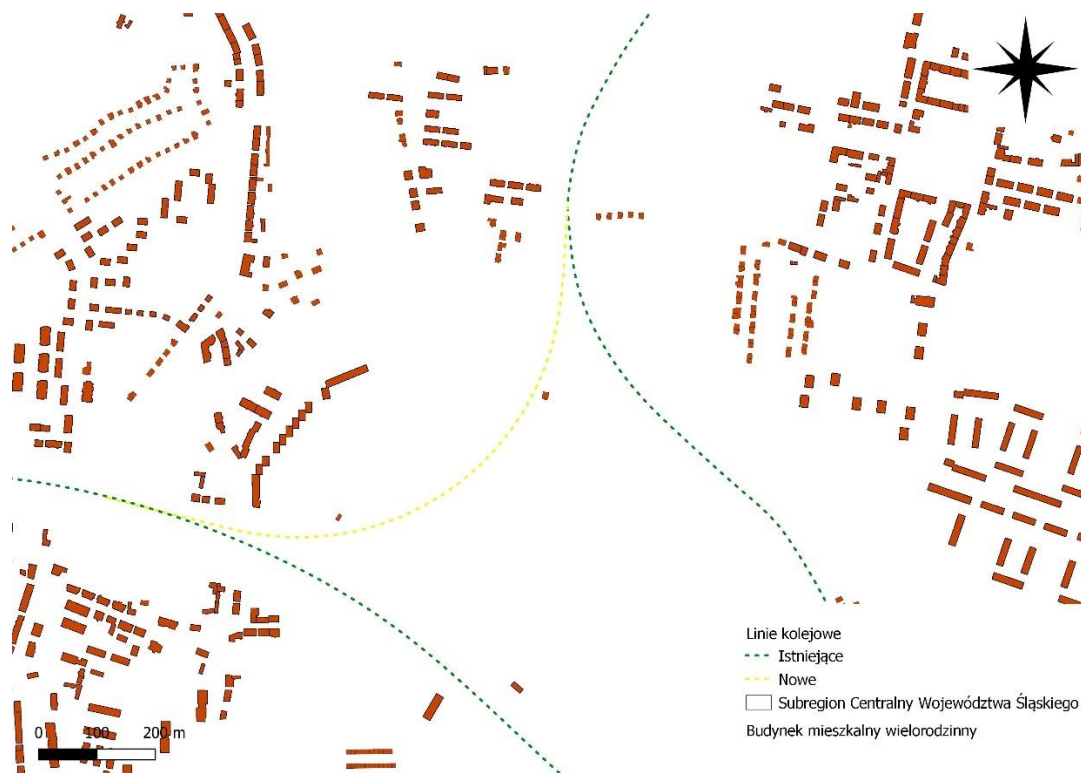 Linie kolejowe
Istniejące
Nowe
Subregion Centralny Województwa Śląskiego
Budynek mieszkalny wielorodzinny
0 100 200 m